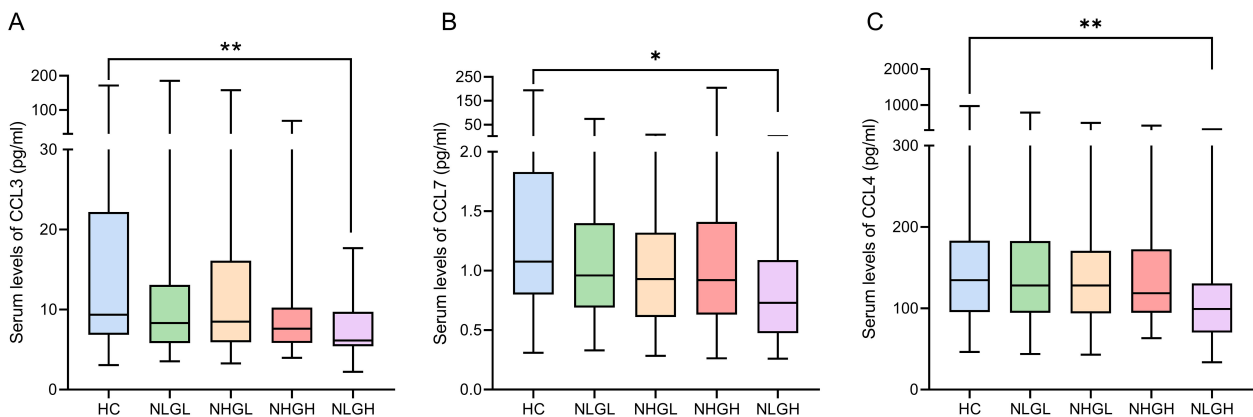 A
**
200
100
30
20
10
0
Serum levels of CCL3 (pg/ml)
HC NLGL NHGL NHGH NLGH
B
*
250
150
50
2.0
1.5
1.0
0.5
0.0
Serum levels of CCL7 (pg/ml)
HC NLGL NHGL NHGH NLGH
C
**
2000
1000
300
200
100
0
Serum levels of CCL4 (pg/ml)
HC NLGL NHGL NHGH NLGH